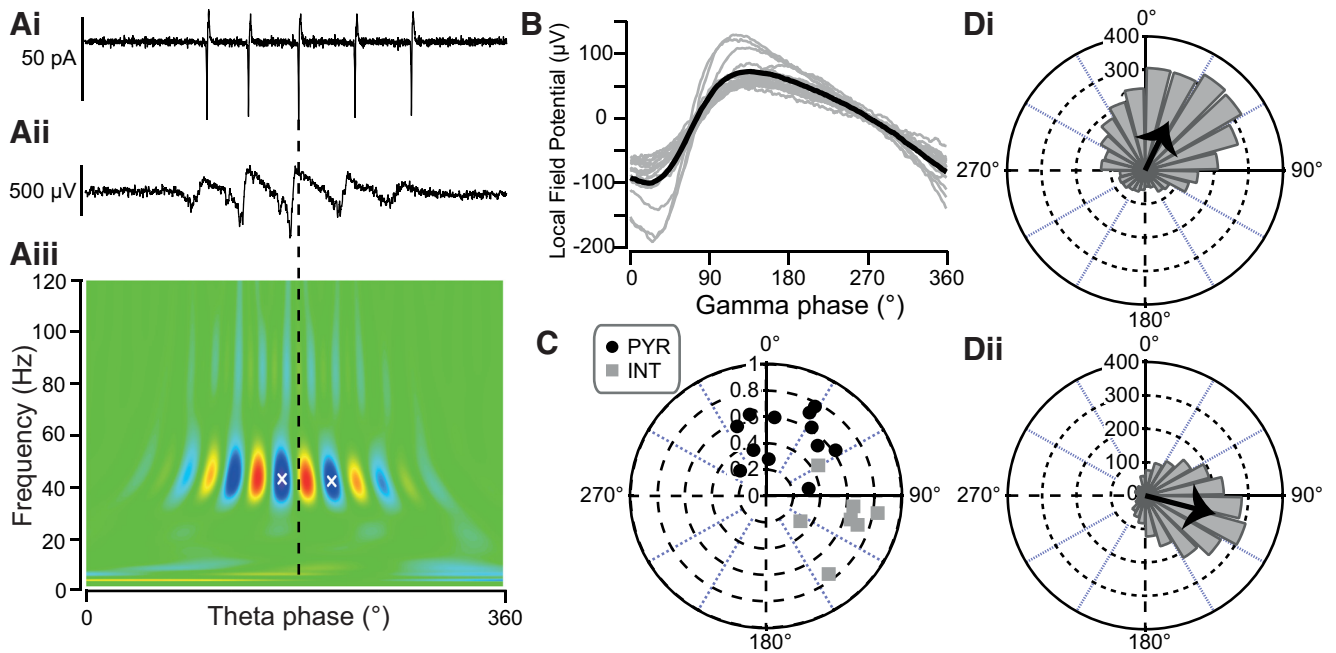 Ai
50 pA
Aii
500 µV
Aiii
120
100
80
60
40
20
0
Frequency (Hz)
× ×
0 360
Theta phase (°)
B
Local Field Potential (µV)
100
50
0
-100
-200
0 90 180 270 360
Gamma phase (°)
C
PYR
INT
0°
1
0.8
0.6
0.4
0.2
0
270° 90°
180°
Di
0°
400
300
270° 90°
180°
Dii
0°
400
300
200
100
0
270° 90°
180°